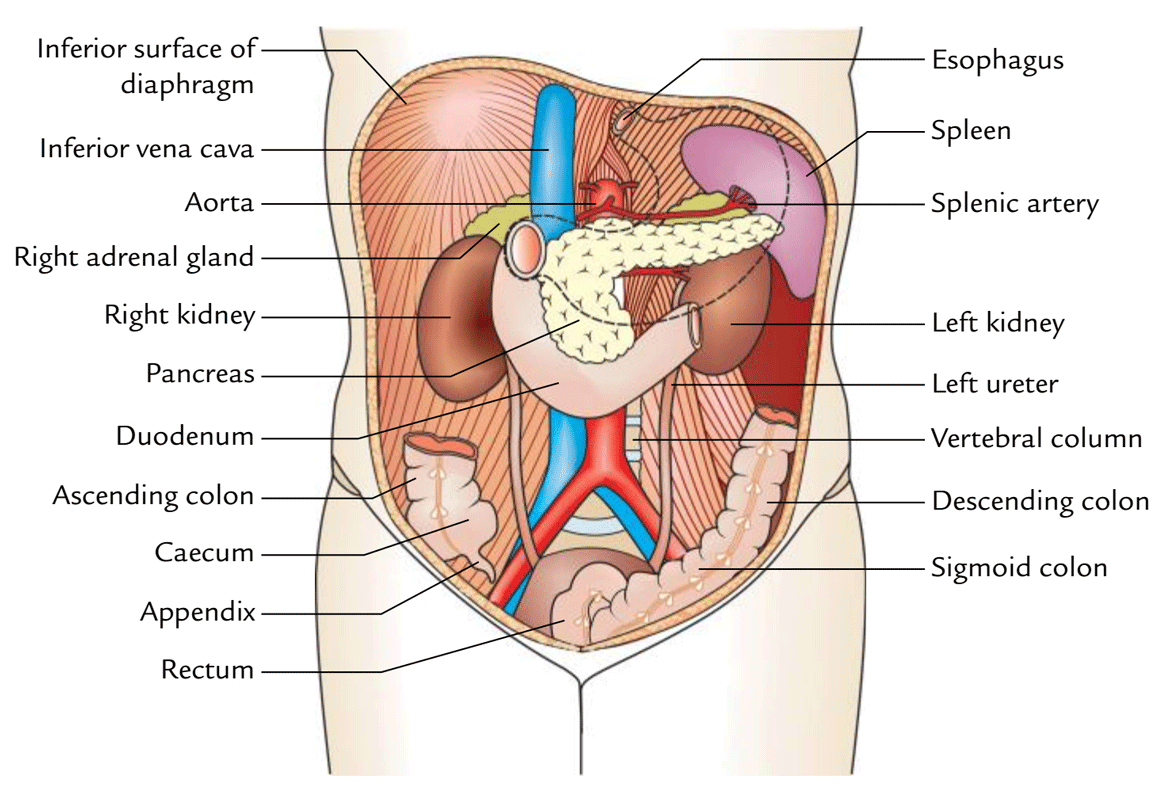 Inferior surface of
diaphragm
Inferior vena cava
Aorta
Right adrenal gland
Right kidney
Pancreas
Duodenum
Ascending colon
Caecum
Appendix
Rectum
Esophagus
Spleen
Splenic artery
Left kidney
Left ureter
Vertebral column
Descending colon
Sigmoid colon